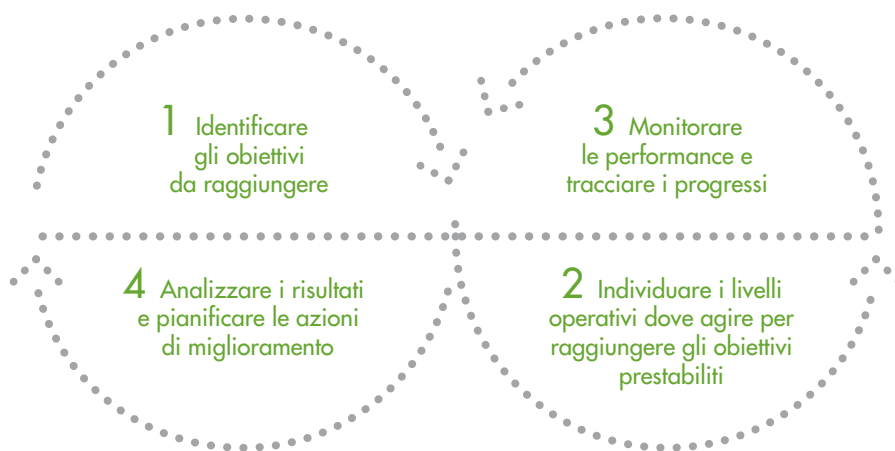 1 Identificare
gli obiettivi
da raggiungere
3 Monitorare
le performance e
tracciare i progressi
4 Analizzare i risultati
e pianificare le azioni
di miglioramento
2 Individuare i livelli
operativi dove agire per
raggiungere gli obiettivi
prestabiliti